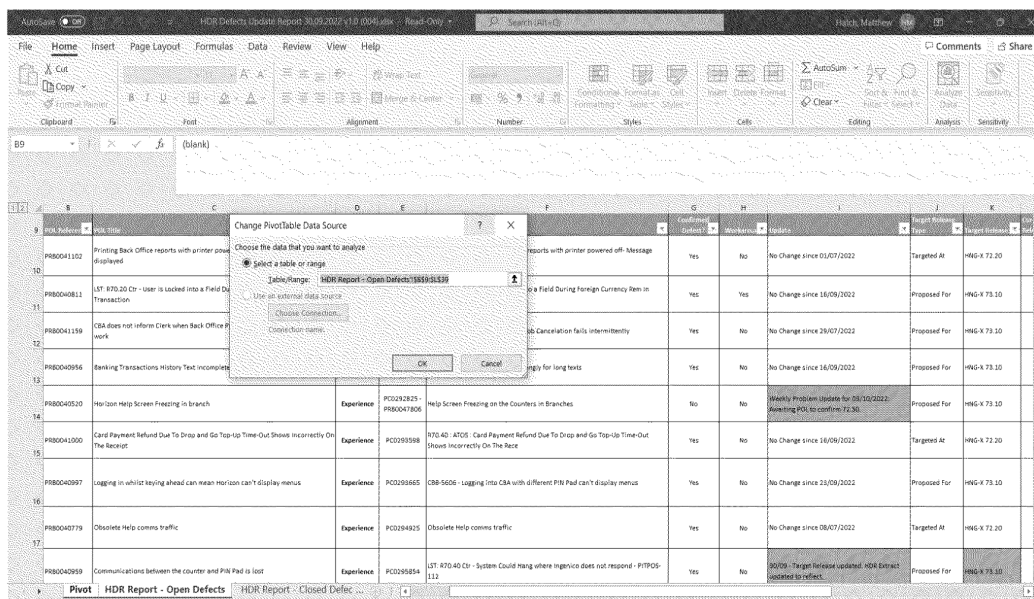 AutoSave Off HDR Defects Update Report 30.09.2022 v1.0 (004).xlsx - Read-Only Search (Alt+Q) Hatch, Matthew HM
File Home Insert Page Layout Formulas Data Review View Help Comments Share
Cut
Copy
Format Painter
Clipboard
B I U
Font
Wrap Text
Merge & Center
Alignment
% 9
Number
Conditional Formatting Format as Table Cell Styles
Styles
Insert Delete Format
Cells
AutoSum
Fill
Clear
Sort & Filter Find & Select
Editing
Analyze Data
Analysis
Sensitivity
Sensitivity
B9 fx (blank)
1 2 B C D E F G H I J K
9 POL Title Confirmed Defect? Update Target Release Type Target Release
Change PivotTable Data Source ? X
Choose the data that you want to analyze
Select a table or range
Table/Range: HDR Report - Open Defects'!$B$9:$L$39
Use an external data source
Choose Connection...
Connection name:
OK Cancel
10 PRB0041102 Printing Back Office reports with printer displayed reports with printer powered off- Message Yes No No Change since 01/07/2022 Targeted At HNG-X 72.20
11 PRB0040811 LST: R70.20 Ctr - User is Locked into a Field Transaction o a Field During Foreign Currency Rem in Yes Yes No Change since 16/09/2022 Proposed For HNG-X 73.10
12 PRB0041159 CBA does not inform Clerk when Back Office work ob Cancelation fails intermittently Yes No No Change since 29/07/2022 Proposed For HNG-X 73.10
13 PRB0040956 Banking Transactions History Text incomplete ngly for long texts Yes No No Change since 16/09/2022 Proposed For HNG-X 73.10
14 PRB0040520 Horizon Help Screen Freezing in branch Experience PC0292825 - PRB0047806 Help Screen Freezing on the Counters in Branches No No Weekly Problem Update for 03/10/2022. Awaiting POL to confirm 72.30. Proposed For HNG-X 73.10
15 PRB0041000 Card Payment Refund Due To Drop and Go Top-Up Time-Out Shows Incorrectly On The Receipt Experience PC0293598 R70.40 : ATOS : Card Payment Refund Due To Drop and Go Top-Up Time-Out Shows Incorrectly On The Rece Yes No No Change since 16/09/2022 Targeted At HNG-X 72.20
16 PRB0040997 Logging in whilst keying ahead can mean Horizon can't display menus Experience PC0293665 CBB-5606 - Logging into CBA with different PIN Pad can't display menus Yes No No Change since 23/09/2022 Proposed For HNG-X 73.10
17 PRB0040779 Obsolete Help comms traffic Experience PC0294925 Obsolete Help comms traffic Yes No No Change since 08/07/2022 Targeted At HNG-X 72.20
PRB0040959 Communications between the counter and PIN Pad is lost Experience PC0295854 LST: R70.40 Ctr - System Could Hang where Ingenico does not respond - PITPOS-112 Yes No 30/09 - Target Release updated. HDR Extract updated to reflect. Proposed For HNG-X 73.10
Pivot HDR Report - Open Defects HDR Report - Closed Defec ...